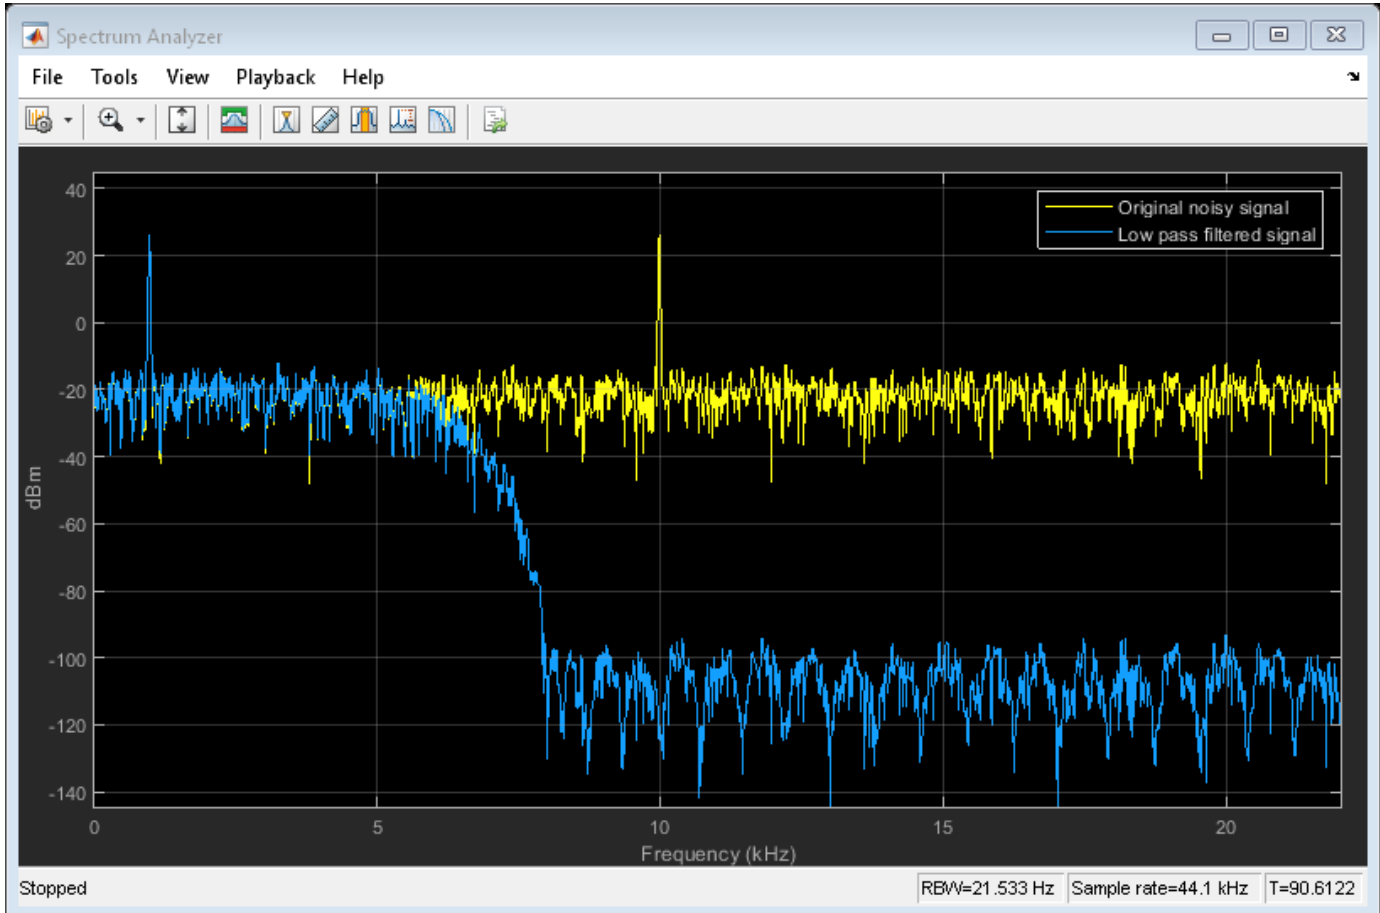 Spectrum Analyzer
File Tools View Playback Help
40
20
0
-20
-40
-60
-80
-100
-120
-140
dBm
Original noisy signal
Low pass filtered signal
0 5 10 15 20
Frequency (kHz)
Stopped RBW=21.533 Hz Sample rate=44.1 kHz T=90.6122